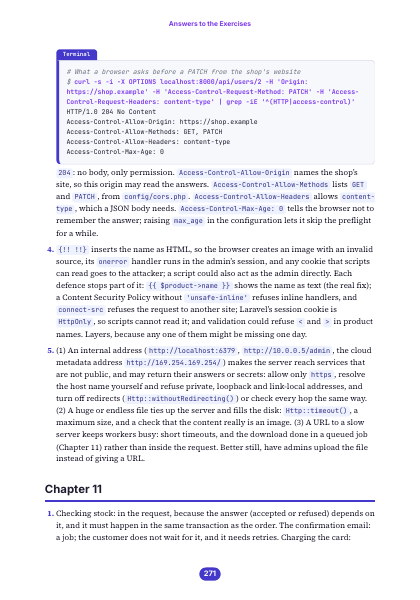 Answers to the Exercises
Terminal
# What a browser asks before a PATCH from the shop's website
$ curl -s -i -X OPTIONS localhost:8000/api/users/2 -H 'Origin:
https://shop.example' -H 'Access-Control-Request-Method: PATCH' -H 'Access-
Control-Request-Headers: content-type' | grep -iE '^(HTTP|access-control)'
HTTP/1.0 204 No Content
Access-Control-Allow-Origin: https://shop.example
Access-Control-Allow-Methods: GET, PATCH
Access-Control-Allow-Headers: content-type
Access-Control-Max-Age: 0
204: no body, only permission. Access-Control-Allow-Origin names the shop's
site, so this origin may read the answers. Access-Control-Allow-Methods lists GET
and PATCH, from config/cors.php. Access-Control-Allow-Headers allows content-
type, which a JSON body needs. Access-Control-Max-Age: 0 tells the browser not to
remember the answer; raising max_age in the configuration lets it skip the preflight
for a while.
4. {!! !!} inserts the name as HTML, so the browser creates an image with an invalid
source, its onerror handler runs in the admin's session, and any cookie that scripts
can read goes to the attacker; a script could also act as the admin directly. Each
defence stops part of it: {{ $product->name }} shows the name as text (the real fix);
a Content Security Policy without 'unsafe-inline' refuses inline handlers, and
connect-src refuses the request to another site; Laravel's session cookie is
HttpOnly, so scripts cannot read it; and validation could refuse < and > in product
names. Layers, because any one of them might be missing one day.
5. (1) An internal address (http://localhost:6379, http://10.0.0.5/admin, the cloud
metadata address http://169.254.169.254/) makes the server reach services that
are not public, and may return their answers or secrets: allow only https, resolve
the host name yourself and refuse private, loopback and link-local addresses, and
turn off redirects (Http::withoutRedirecting()) or check every hop the same way.
(2) A huge or endless file ties up the server and fills the disk: Http::timeout(), a
maximum size, and a check that the content really is an image. (3) A URL to a slow
server keeps workers busy: short timeouts, and the download done in a queued job
(Chapter 11) rather than inside the request. Better still, have admins upload the file
instead of giving a URL.
Chapter 11
1. Checking stock: in the request, because the answer (accepted or refused) depends on
it, and it must happen in the same transaction as the order. The confirmation email:
a job; the customer does not wait for it, and it needs retries. Charging the card:
271